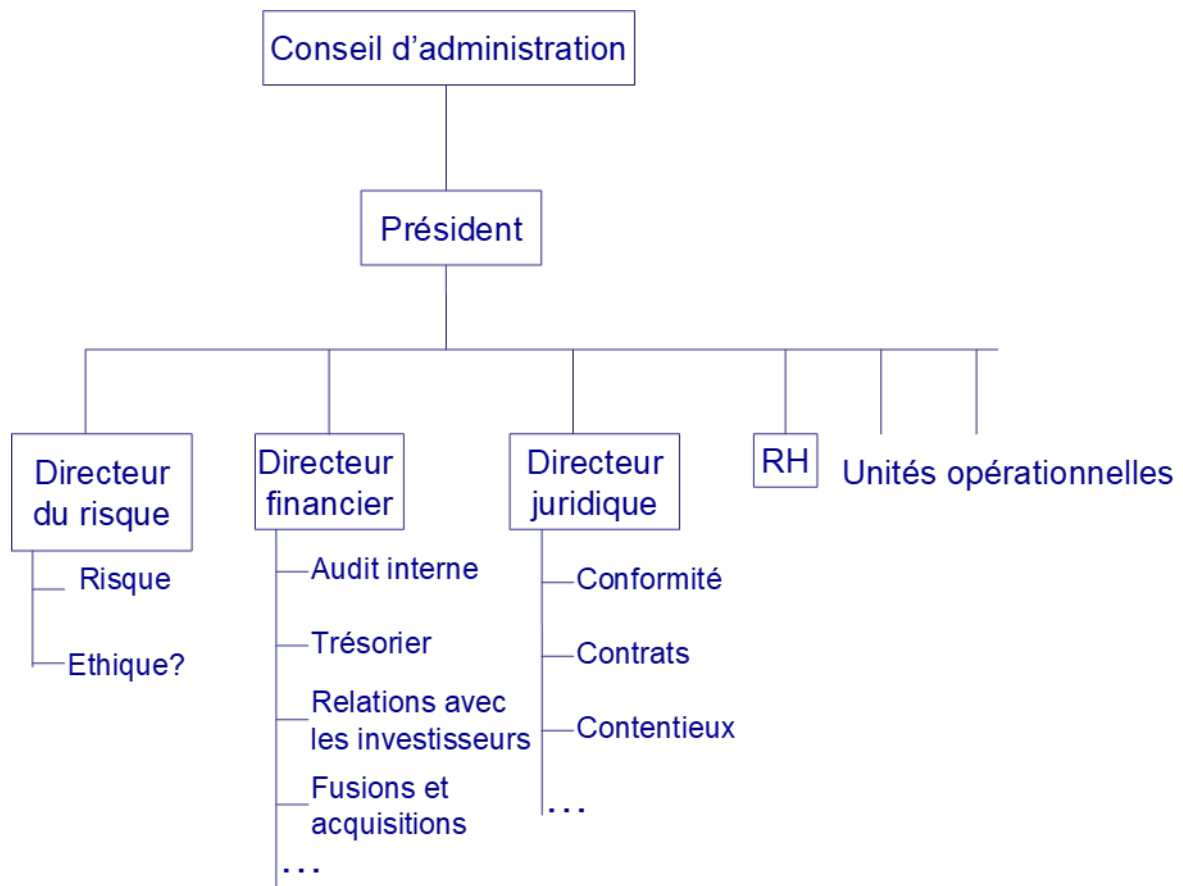 Conseil d’administration
Président
Directeur
du risque
Risque
Ethique?
Directeur
financier
Audit interne
Trésorier
Relations avec
les investisseurs
Fusions et
acquisitions
...
Directeur
juridique
Conformité
Contrats
Contentieux
...
RH
Unités opérationnelles